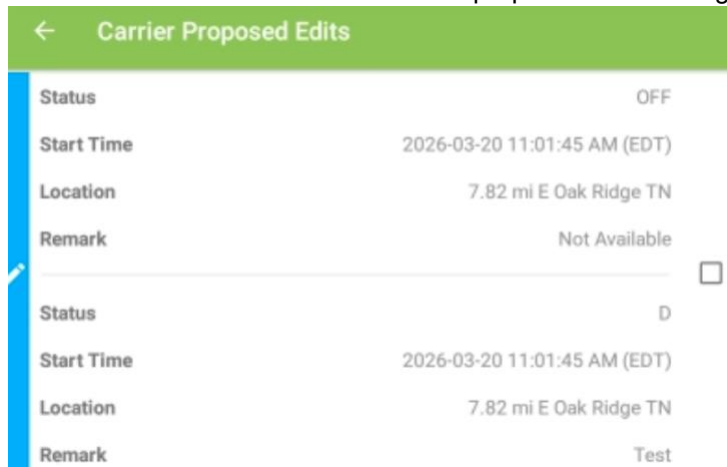 Carrier Proposed Edits
Status OFF
Start Time 2026-03-20 11:01:45 AM (EDT)
Location 7.82 mi E Oak Ridge TN
Remark Not Available
Status D
Start Time 2026-03-20 11:01:45 AM (EDT)
Location 7.82 mi E Oak Ridge TN
Remark Test